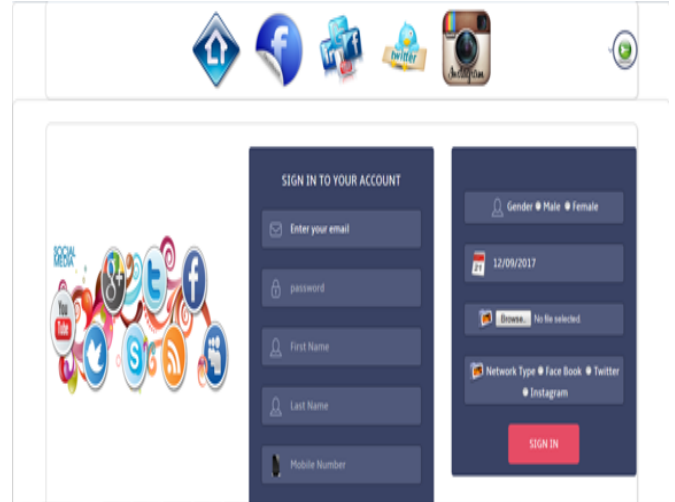 twitter
Instagram
SOCIAL
MEDIA
You
Tube
g+
SIGN IN TO YOUR ACCOUNT
Enter your email
password
First Name
Last Name
Mobile Number
Gender Male Female
21
12/09/2017
Browse.. No file selected.
Network Type Face Book Twitter
Instagram
SIGN IN